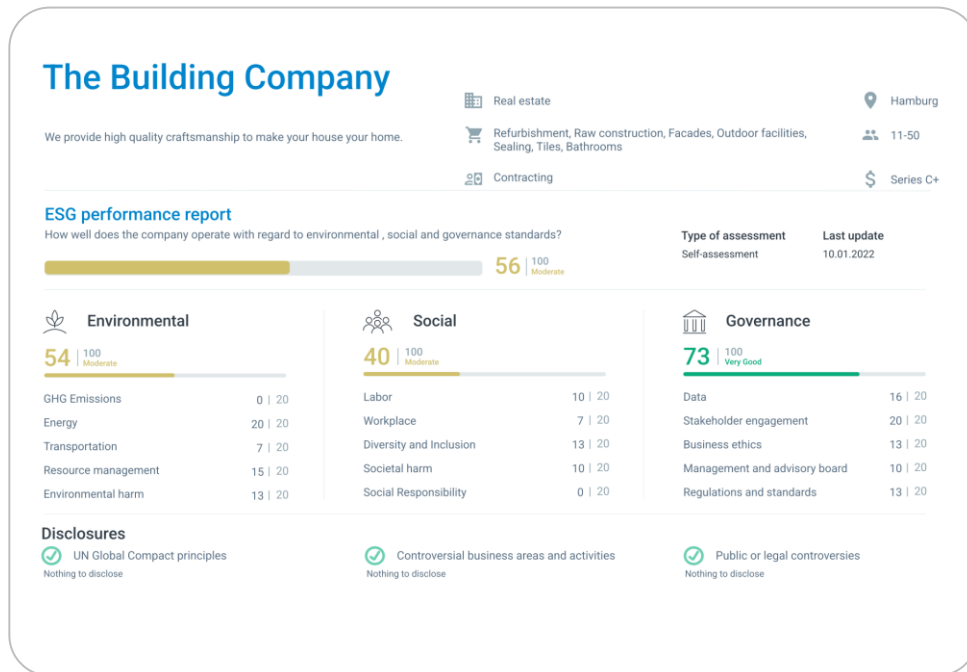 The Building Company
We provide high quality craftsmanship to make your house your home.
Real estate
Refurbishment, Raw construction, Facades, Outdoor facilities,
Sealing, Tiles, Bathrooms
Contracting
Hamburg
11-50
Series C+
ESG performance report
How well does the company operate with regard to environmental , social and governance standards?
56 | 100
Moderate
Type of assessment
Self-assessment
Last update
10.01.2022
Environmental
54 | 100
Moderate
GHG Emissions 0 | 20
Energy 20 | 20
Transportation 7 | 20
Resource management 15 | 20
Environmental harm 13 | 20
Social
40 | 100
Moderate
Labor 10 | 20
Workplace 7 | 20
Diversity and Inclusion 13 | 20
Societal harm 10 | 20
Social Responsibility 0 | 20
Governance
73 | 100
Very Good
Data 16 | 20
Stakeholder engagement 20 | 20
Business ethics 13 | 20
Management and advisory board 10 | 20
Regulations and standards 13 | 20
Disclosures
UN Global Compact principles
Nothing to disclose
Controversial business areas and activities
Nothing to disclose
Public or legal controversies
Nothing to disclose